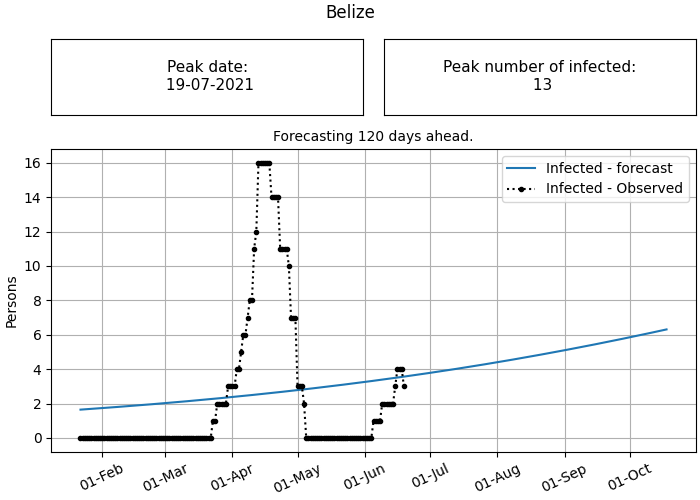 Belize
Peak date:
19-07-2021
Peak number of infected:
13
Forecasting 120 days ahead.
Infected - forecast
Infected - Observed
Persons
16
14
12
10
8
6
4
2
0
01-Feb
01-Mar
01-Apr
01-May
01-Jun
01-Jul
01-Aug
01-Sep
01-Oct